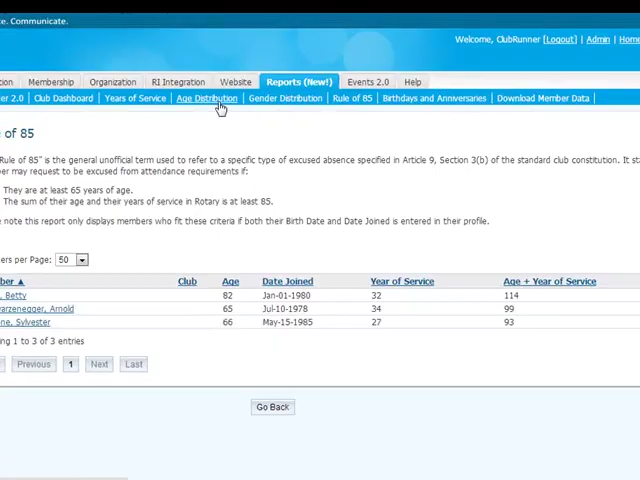 te. Communicate.
Welcome, ClubRunner [Logout] | Admin | Home
tion Membership Organization RI Integration Website Reports (New!) Events 2.0 Help
er 2.0 | Club Dashboard | Years of Service | Age Distribution | Gender Distribution | Rule of 85 | Birthdays and Anniversaries | Download Member Data |
e of 85
Rule of 85" is the general unofficial term used to refer to a specific type of excused absence specified in Article 9, Section 3(b) of the standard club constitution. It sta
er may request to be excused from attendance requirements if:
They are at least 65 years of age.
The sum of their age and their years of service in Rotary is at least 85.
e note this report only displays members who fit these criteria if both their Birth Date and Date Joined is entered in their profile.
ers per Page: 50
ber ▲ Club Age Date Joined Year of Service Age + Year of Service
, Betty 82 Jan-01-1980 32 114
warzenegger, Arnold 65 Jul-10-1978 34 99
ne, Sylvester 66 May-15-1985 27 93
ing 1 to 3 of 3 entries
Previous 1 Next Last
Go Back